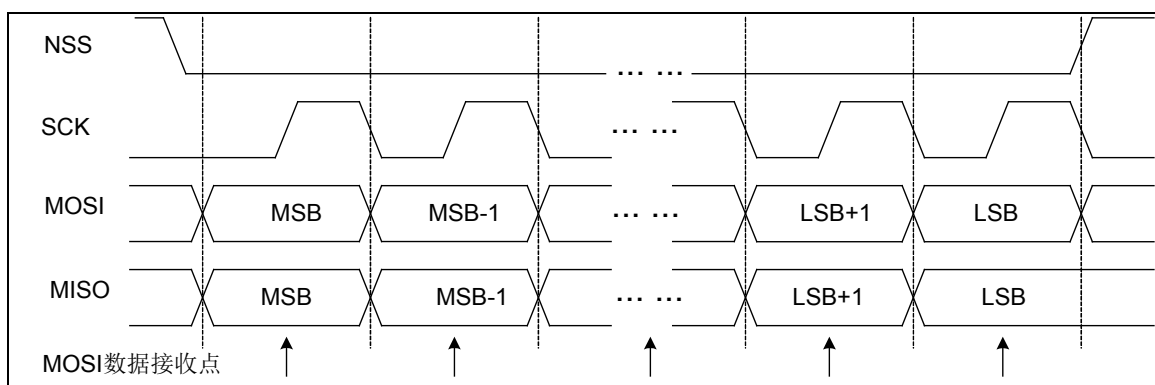 NSS
... ...
SCK
... ...
MOSI MSB MSB-1 ... ... LSB+1 LSB
MISO MSB MSB-1 ... ... LSB+1 LSB
MOSI数据接收点